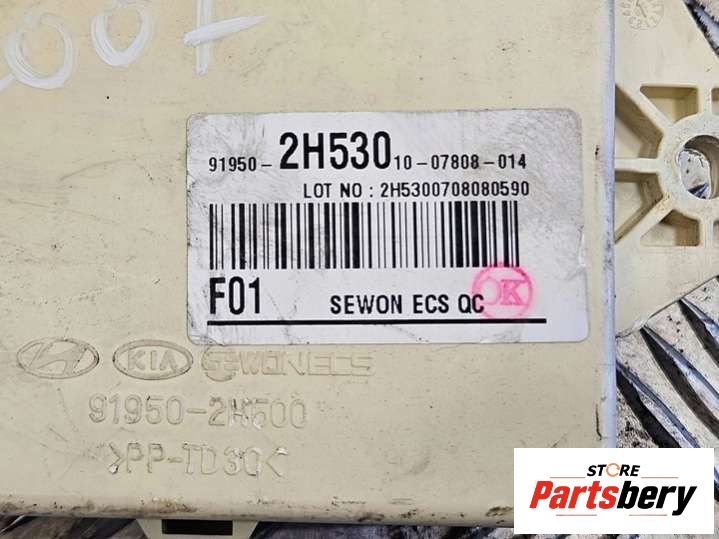 007
91950-2H530 10-07808-014
LOT NO : 2H5300708080590
F01 SEWON ECS QC OK
KIA SEWONECS
91950-2H500
>PP-TD30<
STORE
Partsbery